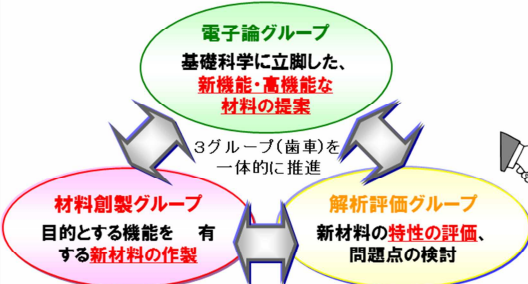 電子論グループ
基礎科学に立脚した、
新機能・高機能な
材料の提案
3グループ(歯車)を
一体的に推進
材料創製グループ
目的とする機能を 有
する新材料の作製
解析評価グループ
新材料の特性の評価、
問題点の検討